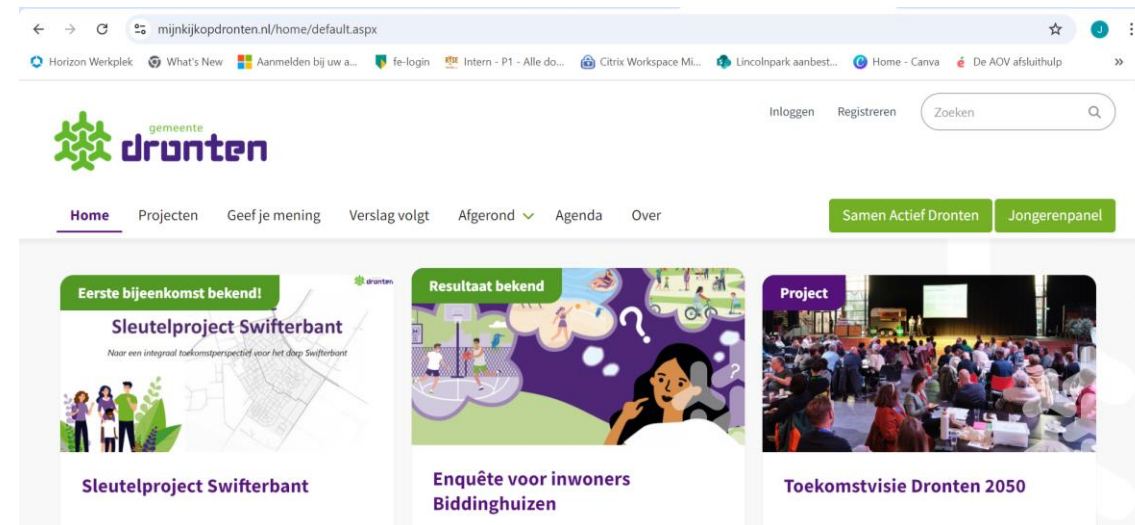 mijnkijkopdronten.nl/home/default.aspx
J
Horizon Werkplek What's New Aanmelden bij uw a... fe-login Intern - P1 - Alle do... Citrix Workspace Mi... Lincolnpark aanbest... Home - Canva De AOV afsluithulp »
Inloggen Registreren Zoeken
gemeente
dronten
Home Projecten Geef je mening Verslag volgt Afgerond Agenda Over Samen Actief Dronten Jongerenpanel
Eerste bijeenkomst bekend!
dronten
Sleutelproject Swifterbant
Naar een integraal toekomstperspectief voor het dorp Swifterbant
Sleutelproject Swifterbant
Resultaat bekend
? ?
Enquête voor inwoners
Biddinghuizen
Project
Toekomstvisie Dronten 2050